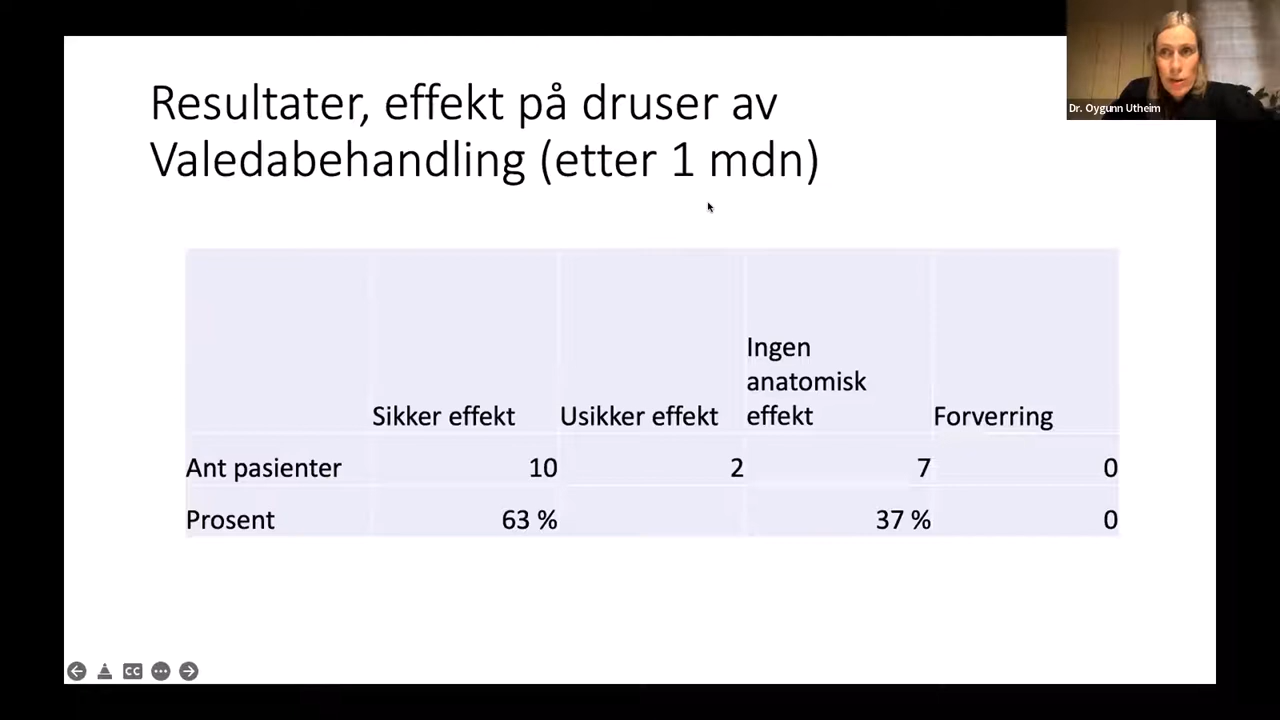 Resultater, effekt på druser av
Valedabehandling (etter 1 mdn)
Dr. Oygunn Utheim
Sikker effekt
Usikker effekt
Ingen
anatomisk
effekt
Forverring
Ant pasienter 10 2 7 0
Prosent 63 % 37 % 0
CC